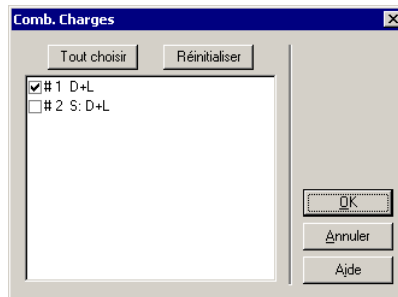 Comb. Charges
Tout choisir
Réinitialiser
# 1 D+L
# 2 S: D+L
OK
Annuler
Aide